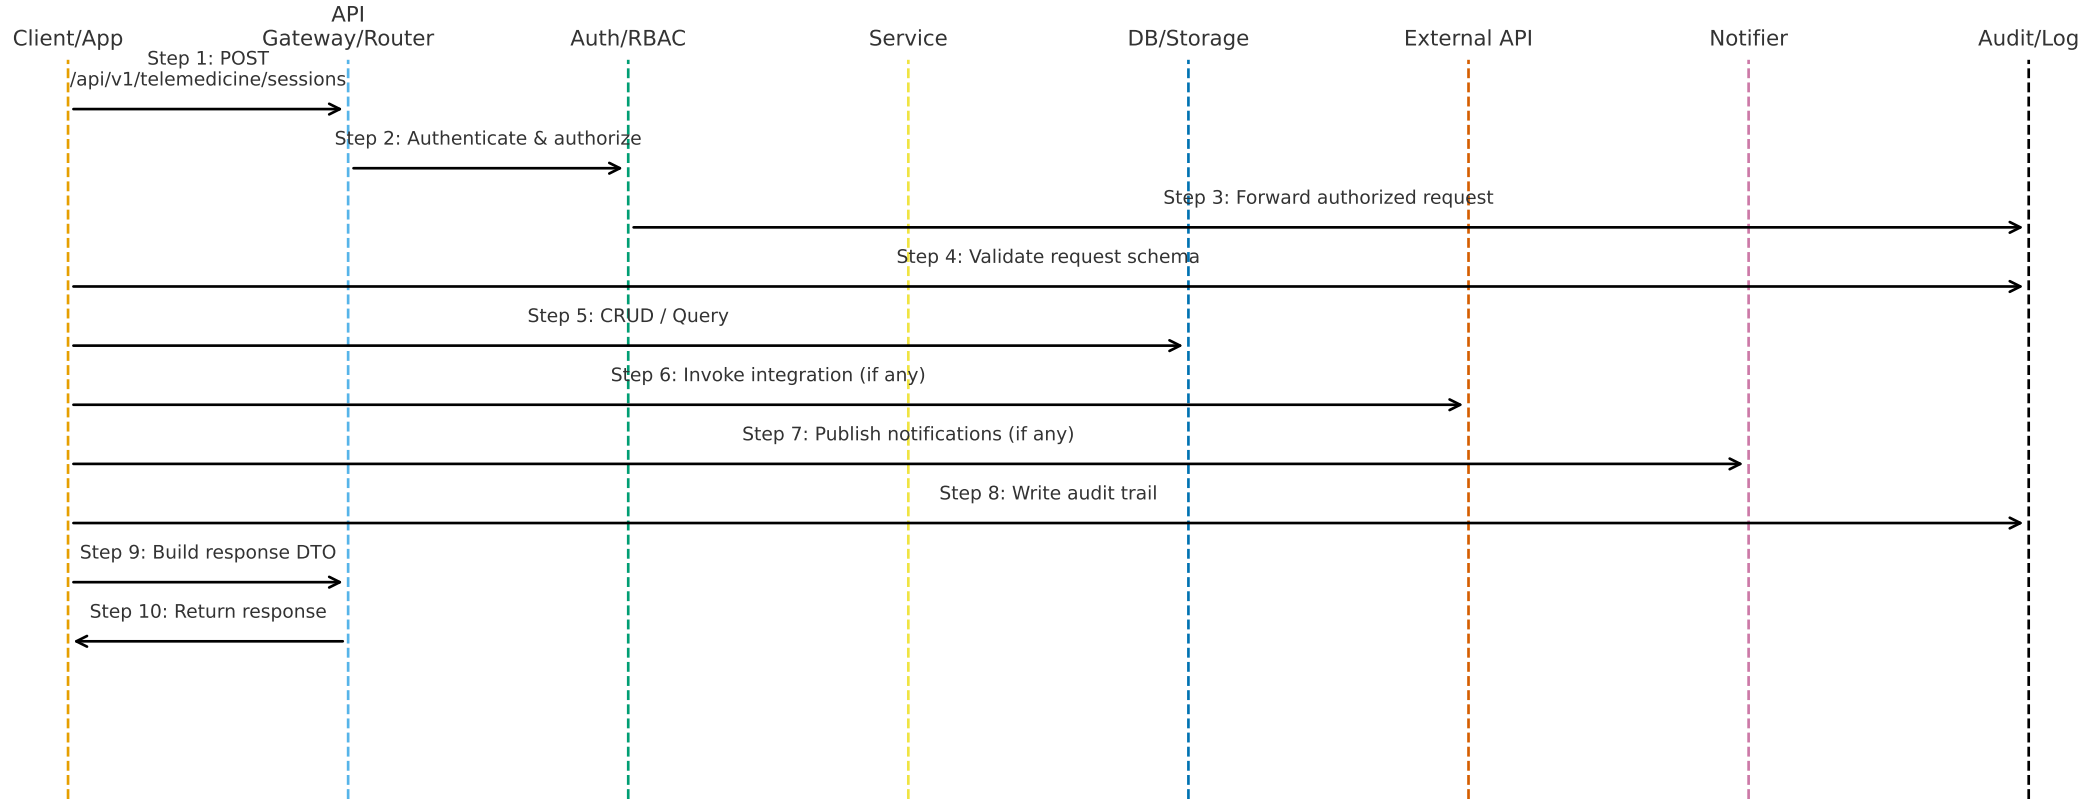 API
Client/App
Gateway/Router
Auth/RBAC
Service
DB/Storage
External API
Notifier
Audit/Log
Step 1: POST
/api/v1/telemedicine/sessions
Step 2: Authenticate & authorize
Step 3: Forward authorized request
Step 4: Validate request schema
Step 5: CRUD / Query
Step 6: Invoke integration (if any)
Step 7: Publish notifications (if any)
Step 8: Write audit trail
Step 9: Build response DTO
Step 10: Return response